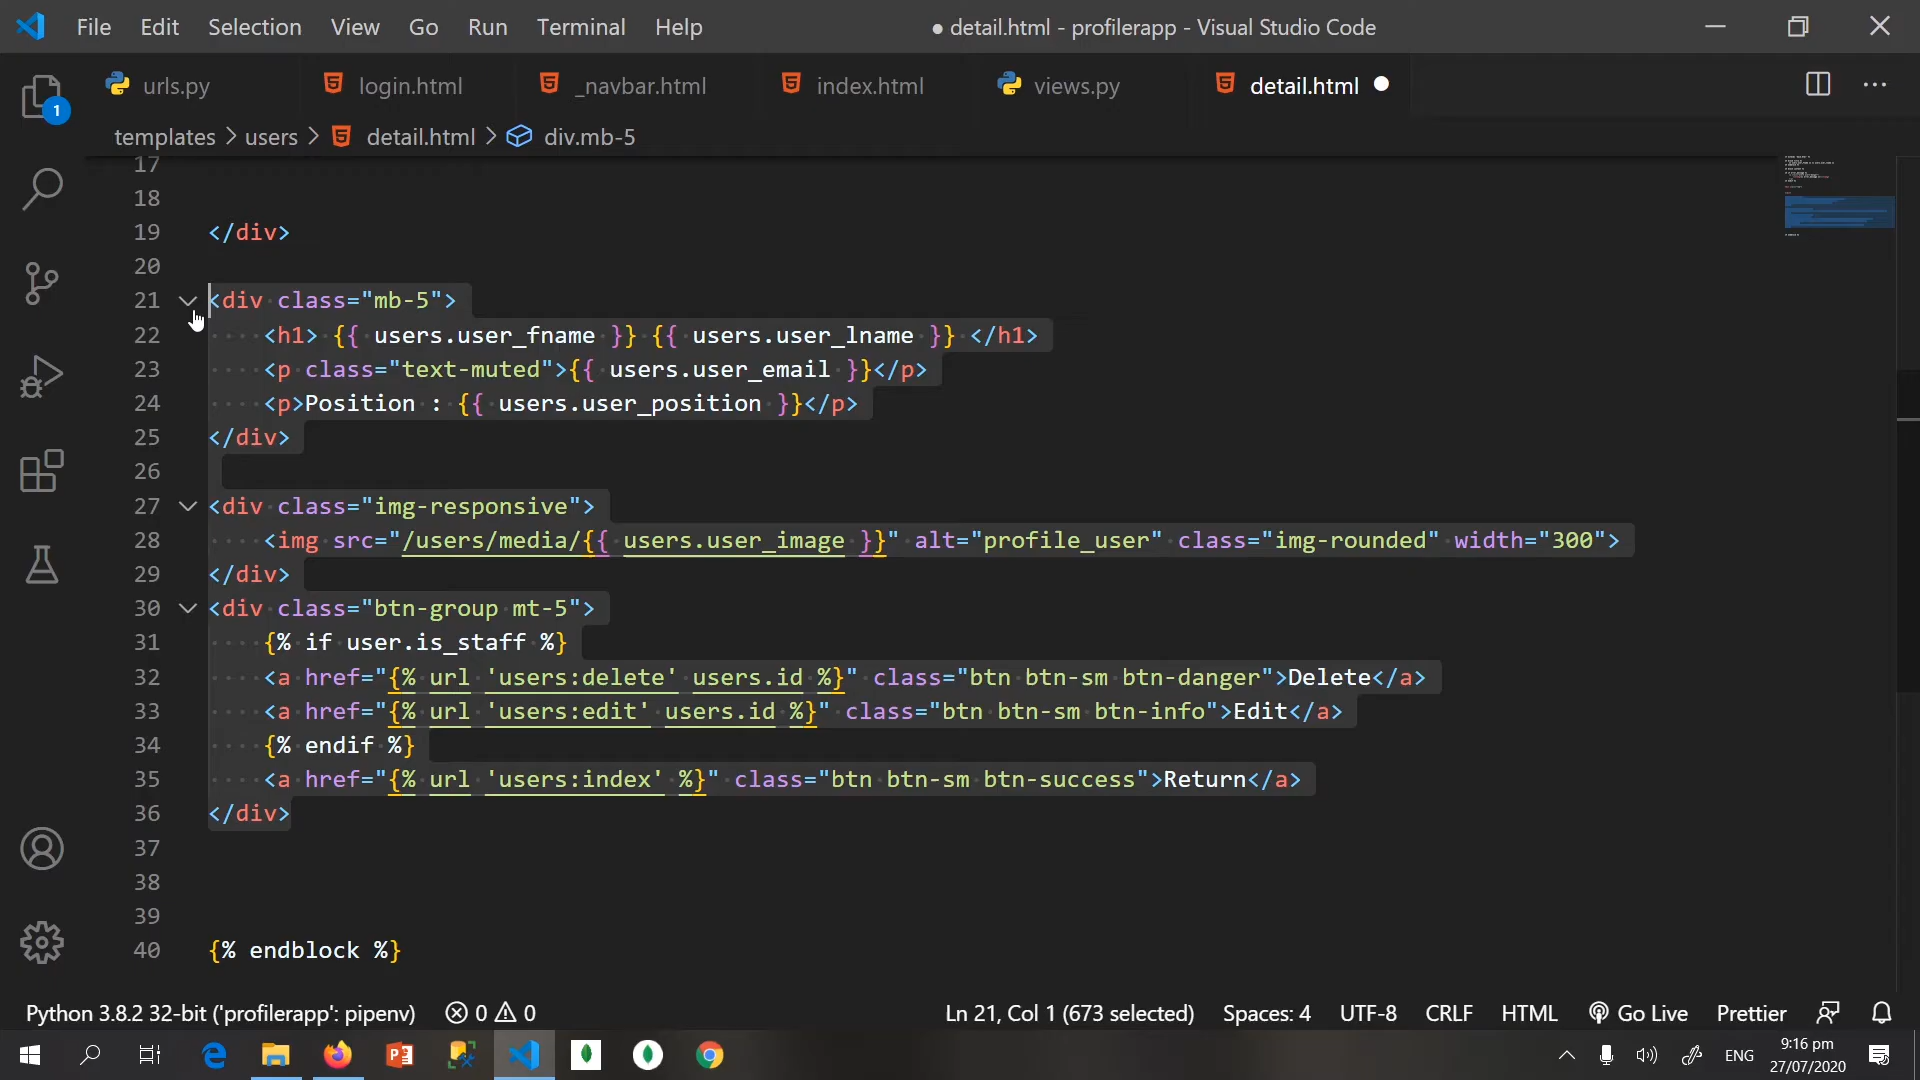 File Edit Selection View Go Run Terminal Help
● detail.html - profilerapp - Visual Studio Code
1
urls.py login.html _navbar.html index.html views.py detail.html
templates > users > detail.html > div.mb-5
17
18
19 </div>
20
21 <div class="mb-5">
22 <h1> {{ users.user_fname }} {{ users.user_lname }} </h1>
23 <p class="text-muted">{{ users.user_email }}</p>
24 <p>Position : {{ users.user_position }}</p>
25 </div>
26
27 <div class="img-responsive">
28 <img src="/users/media/{{ users.user_image }}" alt="profile_user" class="img-rounded" width="300">
29 </div>
30 <div class="btn-group mt-5">
31 {% if user.is_staff %}
32 <a href="{% url 'users:delete' users.id %}" class="btn btn-sm btn-danger">Delete</a>
33 <a href="{% url 'users:edit' users.id %}" class="btn btn-sm btn-info">Edit</a>
34 {% endif %}
35 <a href="{% url 'users:index' %}" class="btn btn-sm btn-success">Return</a>
36 </div>
37
38
39
40 {% endblock %}
Python 3.8.2 32-bit ('profilerapp': pipenv) 0 0 Ln 21, Col 1 (673 selected) Spaces: 4 UTF-8 CRLF HTML Go Live Prettier
ENG
9:16 pm
27/07/2020